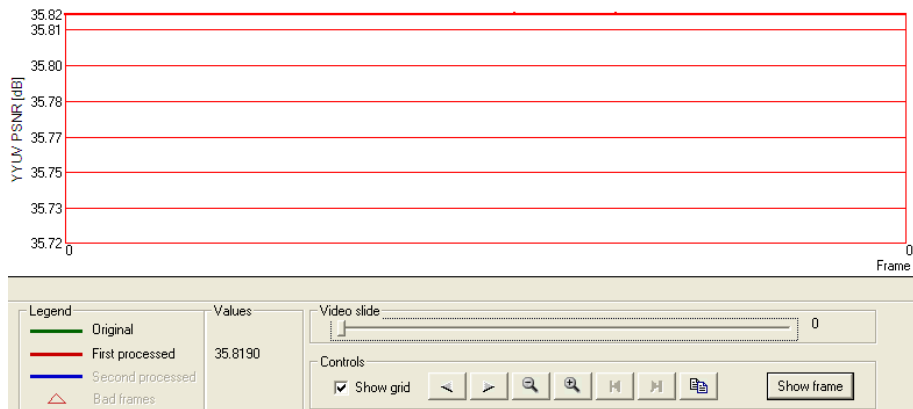 35.82
35.81
35.80
35.78
35.77
35.75
35.73
35.72
YYUV PSNR [dB]
0
0
Frame
Legend
Values
Video slide
Original
0
First processed
35.8190
Second processed
Controls
Bad frames
Show grid
Show frame